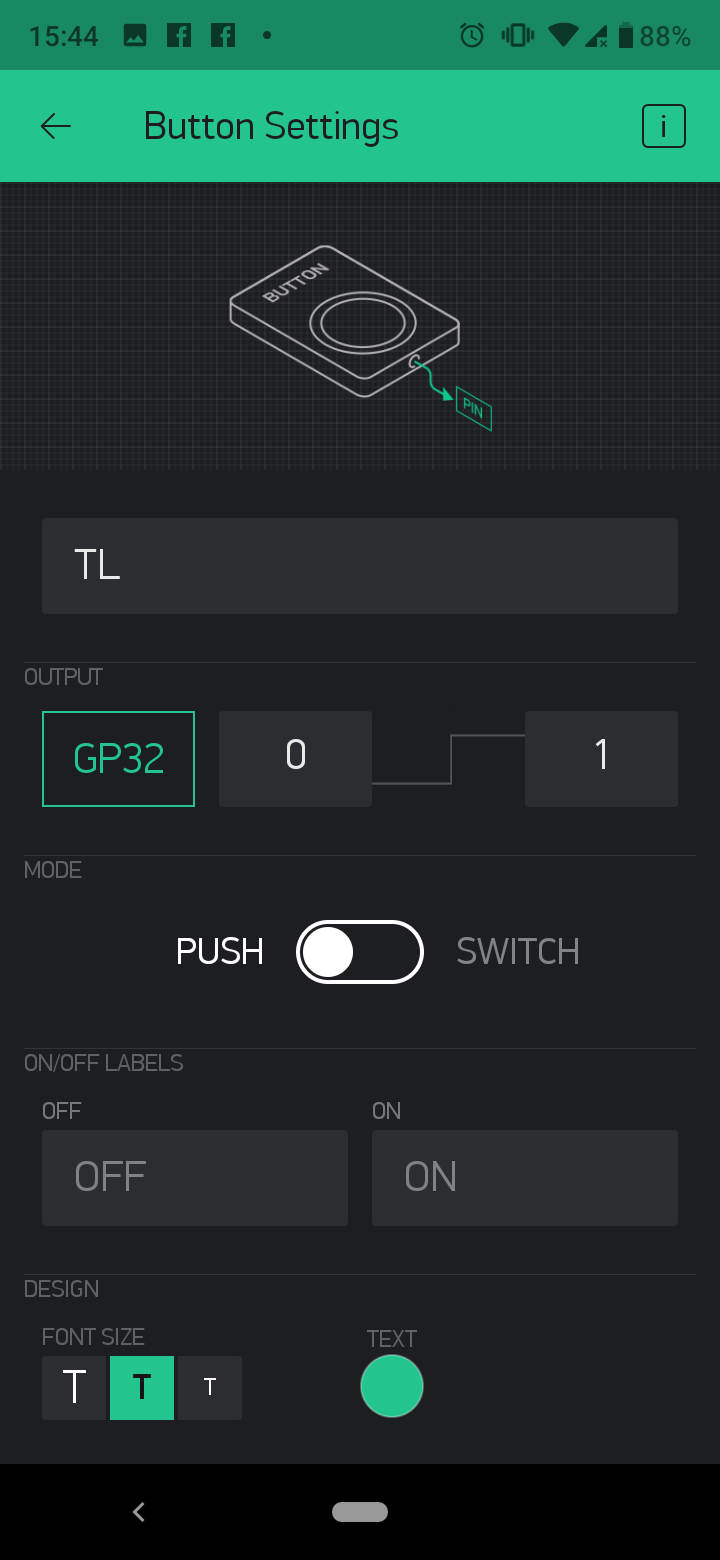 15:44
88%
Button Settings
i
BUTTON
PIN
TL
OUTPUT
GP32
0
1
MODE
PUSH
SWITCH
ON/OFF LABELS
OFF
ON
OFF
ON
DESIGN
FONT SIZE
TEXT
T
T
T